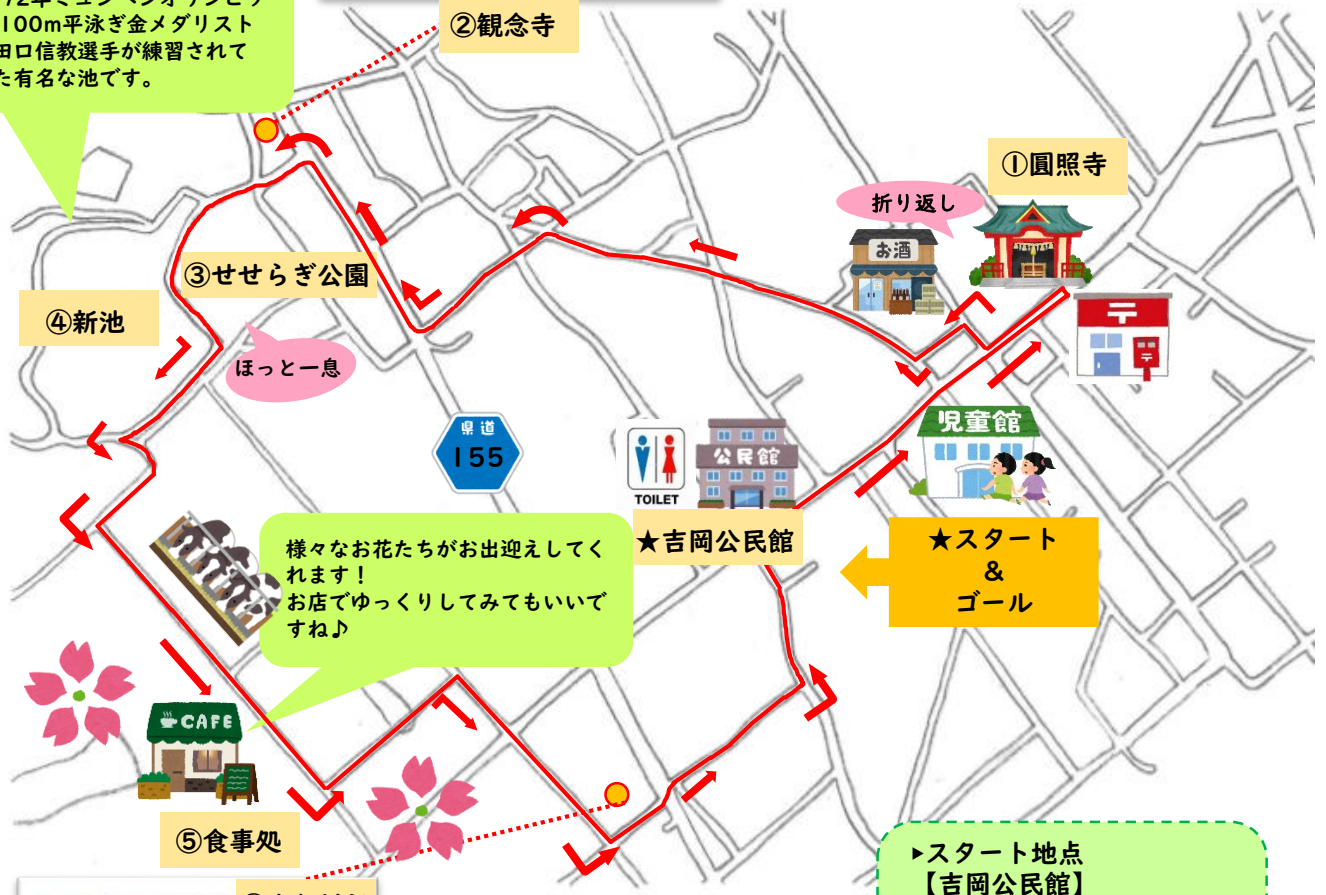 100m平泳ぎ金メダリスト
田口信教選手が練習されて
た有名な池です。
②観念寺
①圓照寺
折り返し
お酒
〒
③せせらぎ公園
④新池
ほっと一息
県道
155
児童館
公民館
TOILET
★吉岡公民館
★スタート
&
ゴール
様々なお花たちがお出迎えしてく
れます！
お店でゆっくりしてみてもいいで
すね♪
CAFE
⑤食事処
▶スタート地点
【吉岡公民館】